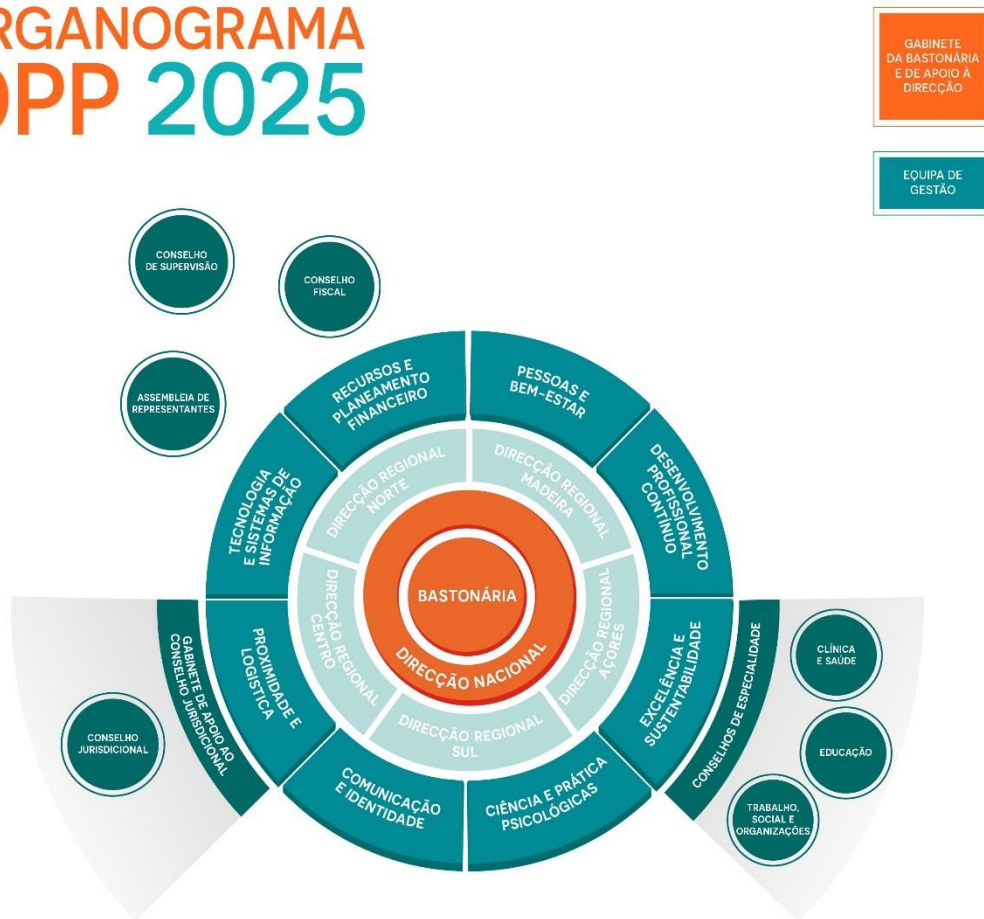 RGANOGRAMA
OPP 2025
GABINETE
DA BASTONÁRIA
E DE APOIO À
DIRECÇÃO
EQUIPA DE
GESTÃO
CONSELHO
DE SUPERVISÃO
CONSELHO
FISCAL
ASSEMBLEIA DE
REPRESENTANTES
RECURSOS E
PLANEAMENTO
FINANCEIRO
PESSOAS E
BEM-ESTAR
TECNOLOGIA
E SISTEMAS DE
INFORMAÇÃO
DESENVOLVIMENTO
PROFISSIONAL
CONTÍNUO
DIRECÇÃO REGIONAL
NORTE
DIRECÇÃO REGIONAL
MADEIRA
DIRECÇÃO REGIONAL
CENTRO
DIRECÇÃO REGIONAL
AÇORES
DIRECÇÃO REGIONAL
SUL
BASTONÁRIA
DIRECÇÃO NACIONAL
PROXIMIDADE E
LOGISTICA
EXCELÊNCIA E
SUSTENTABILIDADE
COMUNICAÇÃO
E IDENTIDADE
CIÊNCIA E PRÁTICA
PSICOLÓGICAS
GABINETE DE APOIO AO
CONSELHO JURISDICIONAL
CONSELHO
JURISDICIONAL
CONSELHOS DE ESPECIALIDADE
CLÍNICA
E SAÚDE
EDUCAÇÃO
TRABALHO,
SOCIAL E
ORGANIZAÇÕES